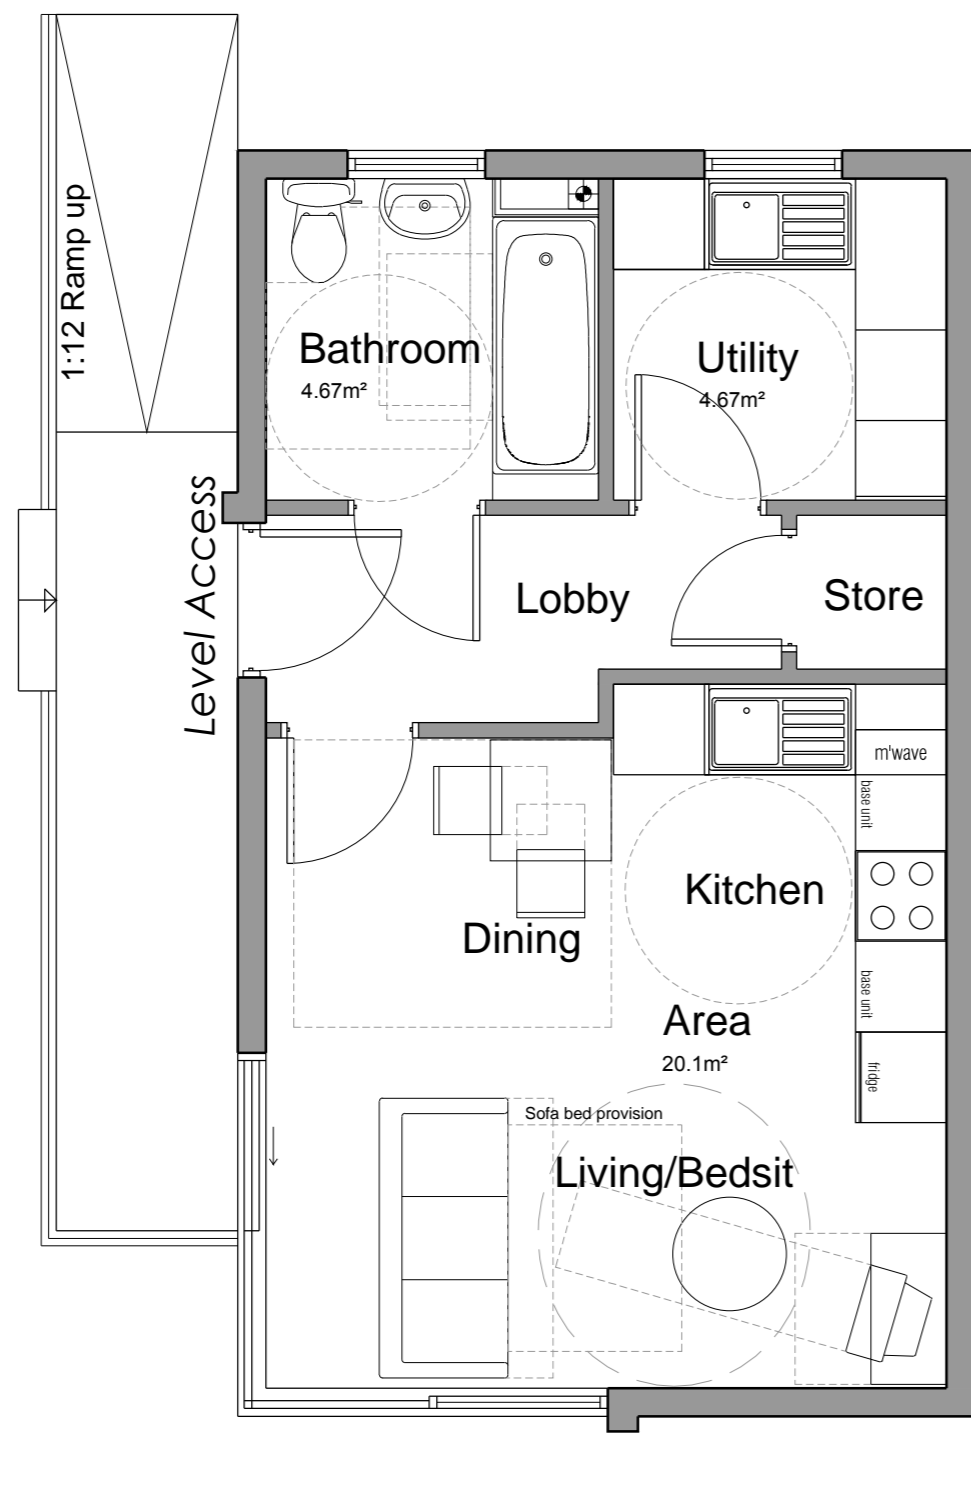 1:12 Ramp up
Bathroom
4.67m²
Utility
4.67m²
Level Access
Lobby
Store
m'wave
base unit
Kitchen
Dining
base unit
Area
20.1m²
fridge
Sofa bed provision
Living/Bedsit